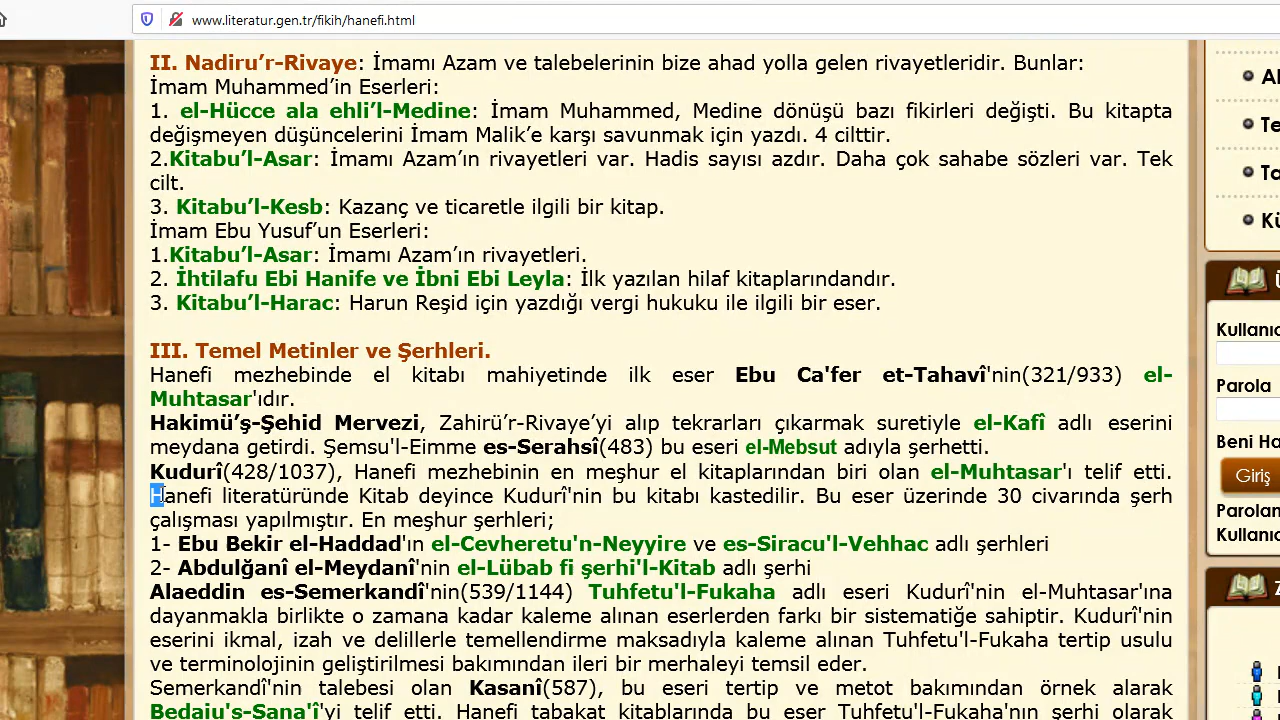 www.literatur.gen.tr/fikih/hanefi.html
II. Nadiru’r-Rivaye: İmamı Azam ve talebelerinin bize ahad yolla gelen rivayetleridir. Bunlar:
İmam Muhammed’in Eserleri:
1. el-Hücce ala ehli’l-Medine: İmam Muhammed, Medine dönüşü bazı fikirleri değişti. Bu kitapta
değişmeyen düşüncelerini İmam Malik’e karşı savunmak için yazdı. 4 cilttir.
2.Kitabu’l-Asar: İmamı Azam’ın rivayetleri var. Hadis sayısı azdır. Daha çok sahabe sözleri var. Tek
cilt.
3. Kitabu’l-Kesb: Kazanç ve ticaretle ilgili bir kitap.
İmam Ebu Yusuf’un Eserleri:
1.Kitabu’l-Asar: İmamı Azam’ın rivayetleri.
2. İhtilafu Ebi Hanife ve İbni Ebi Leyla: İlk yazılan hilaf kitaplarındandır.
3. Kitabu’l-Harac: Harun Reşid için yazdığı vergi hukuku ile ilgili bir eser.
III. Temel Metinler ve Şerhleri.
Hanefi mezhebinde el kitabı mahiyetinde ilk eser Ebu Ca'fer et-Tahavî'nin(321/933) el-
Muhtasar'ıdır.
Hakimü’ş-Şehid Mervezi, Zahirü’r-Rivaye’yi alıp tekrarları çıkarmak suretiyle el-Kafî adlı eserini
meydana getirdi. Şemsu'l-Eimme es-Serahsî(483) bu eseri el-Mebsut adıyla şerhetti.
Kudurî(428/1037), Hanefi mezhebinin en meşhur el kitaplarından biri olan el-Muhtasar'ı telif etti.
Hanefi literatüründe Kitab deyince Kudurî'nin bu kitabı kastedilir. Bu eser üzerinde 30 civarında şerh
çalışması yapılmıştır. En meşhur şerhleri;
1- Ebu Bekir el-Haddad'ın el-Cevheretu'n-Neyyire ve es-Siracu'l-Vehhac adlı şerhleri
2- Abdulğanî el-Meydanî'nin el-Lübab fi şerhi'l-Kitab adlı şerhi
Alaeddin es-Semerkandî'nin(539/1144) Tuhfetu'l-Fukaha adlı eseri Kudurî'nin el-Muhtasar'ına
dayanmakla birlikte o zamana kadar kaleme alınan eserlerden farkı bir sistematiğe sahiptir. Kudurî'nin
eserini ikmal, izah ve delillerle temellendirme maksadıyla kaleme alınan Tuhfetu'l-Fukaha tertip usulu
ve terminolojinin geliştirilmesi bakımından ileri bir merhaleyi temsil eder.
Semerkandî'nin talebesi olan Kasanî(587), bu eseri tertip ve metot bakımından örnek alarak
Bedaiu's-Sana'î'yi telif etti. Hanefi tabakat kitablarında bu eser Tuhfetu'l-Fukaha'nın şerhi olarak
Parola
Giriş